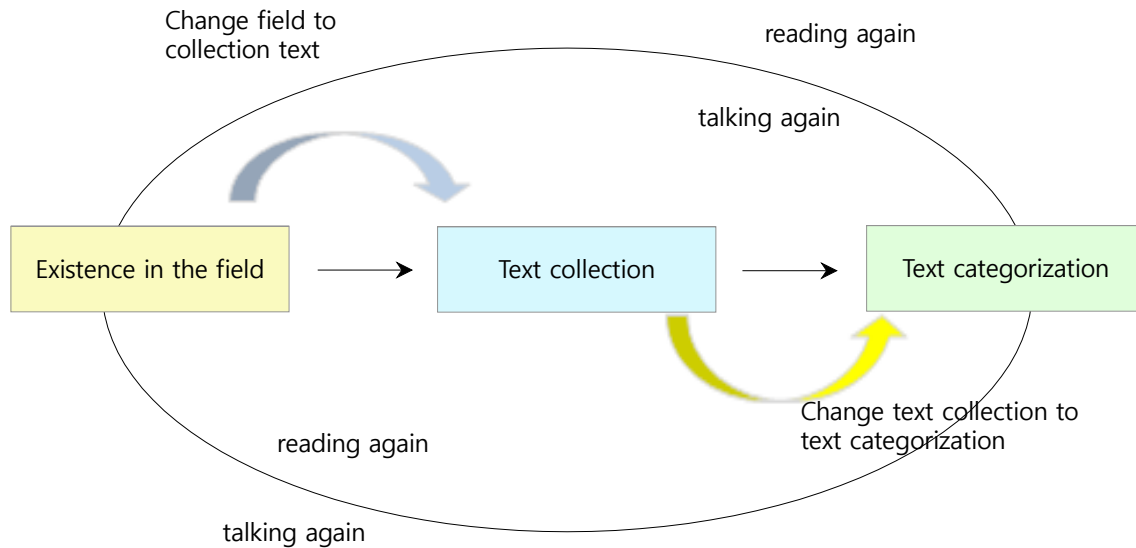 Change field to
collection text
reading again
talking again
Existence in the field
Text collection
Text categorization
Change text collection to
text categorization
reading again
talking again